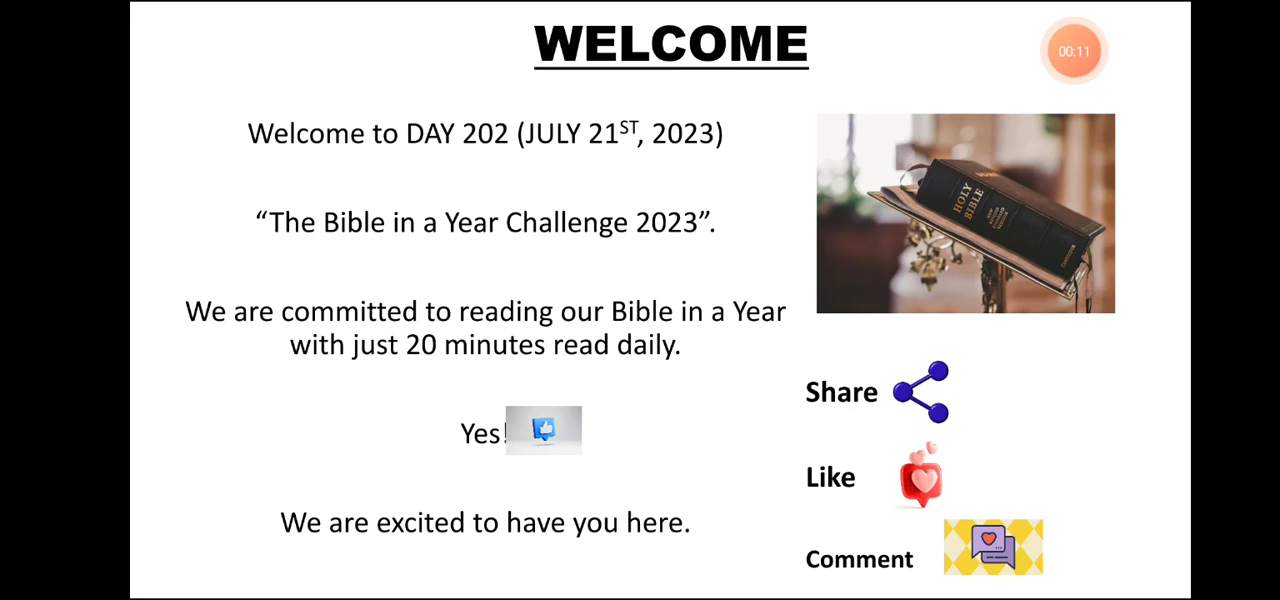 WELCOME
00:11
Welcome to DAY 202 (JULY 21ST, 2023)
“The Bible in a Year Challenge 2023”.
We are committed to reading our Bible in a Year
with just 20 minutes read daily.
Yes!
We are excited to have you here.
HOLY
BIBLE
Share
Like
Comment